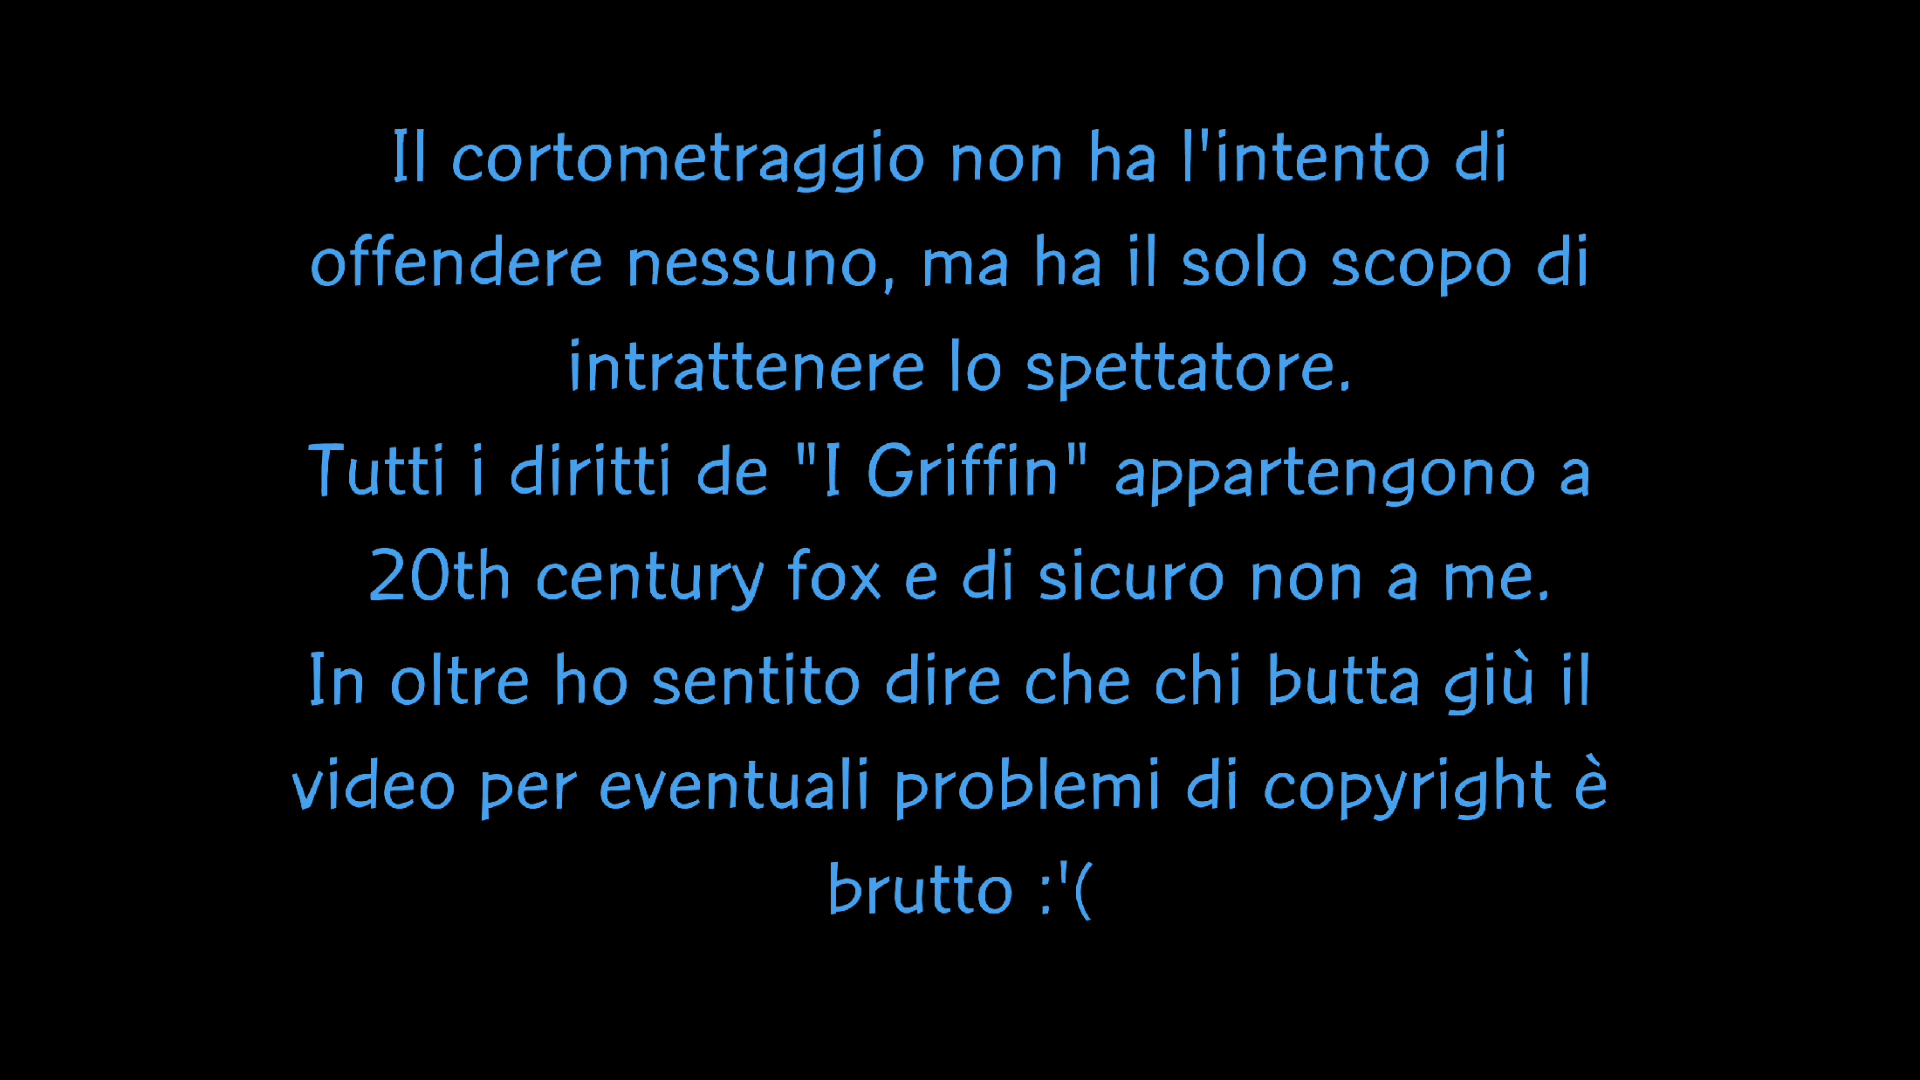 Il cortometraggio non ha l'intento di
offendere nessuno, ma ha il solo scopo di
intrattenere lo spettatore.
Tutti i diritti de "I Griffin" appartengono a
20th century fox e di sicuro non a me.
In oltre ho sentito dire che chi butta giù il
video per eventuali problemi di copyright è
brutto :'(